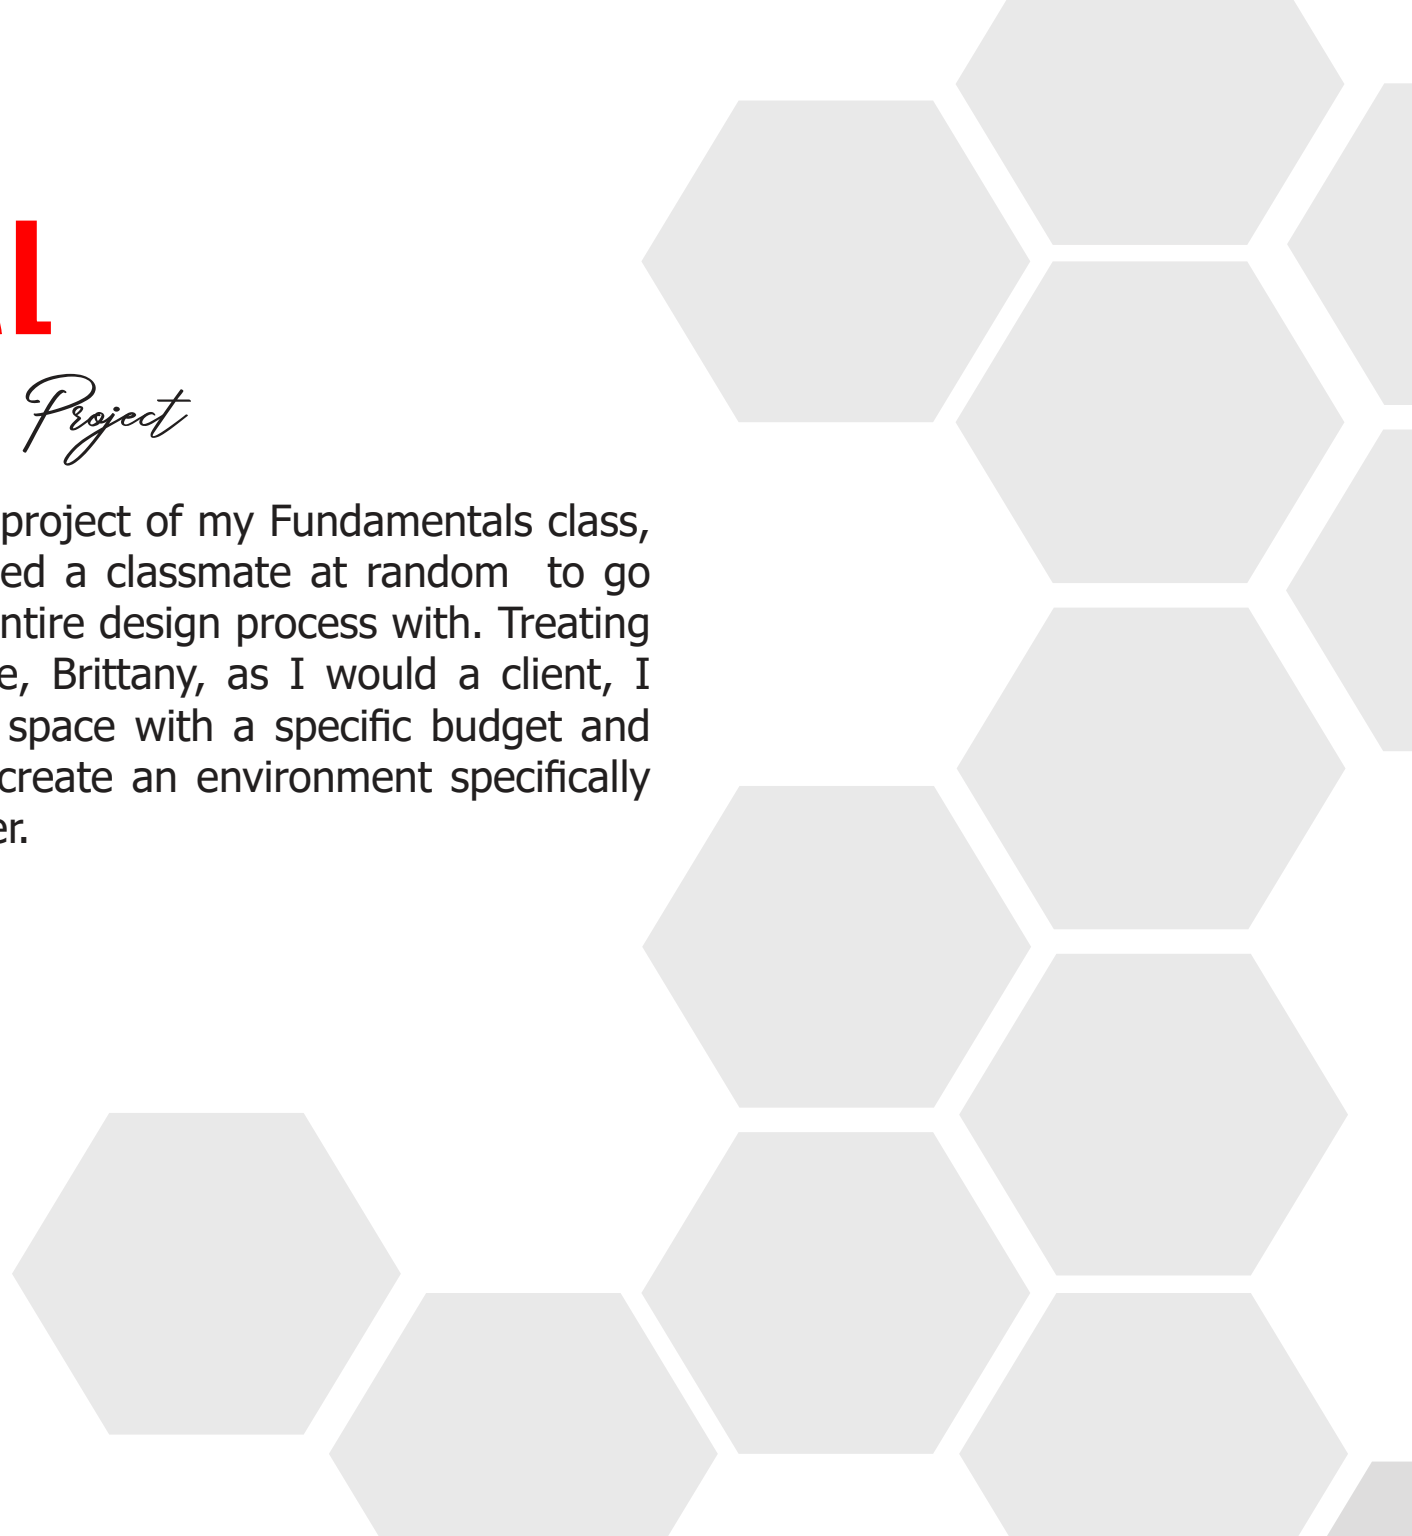 L
Project
project of my Fundamentals class,
ed a classmate at random to go
ntire design process with. Treating
e, Brittany, as I would a client, I
space with a specific budget and
create an environment specifically
er.